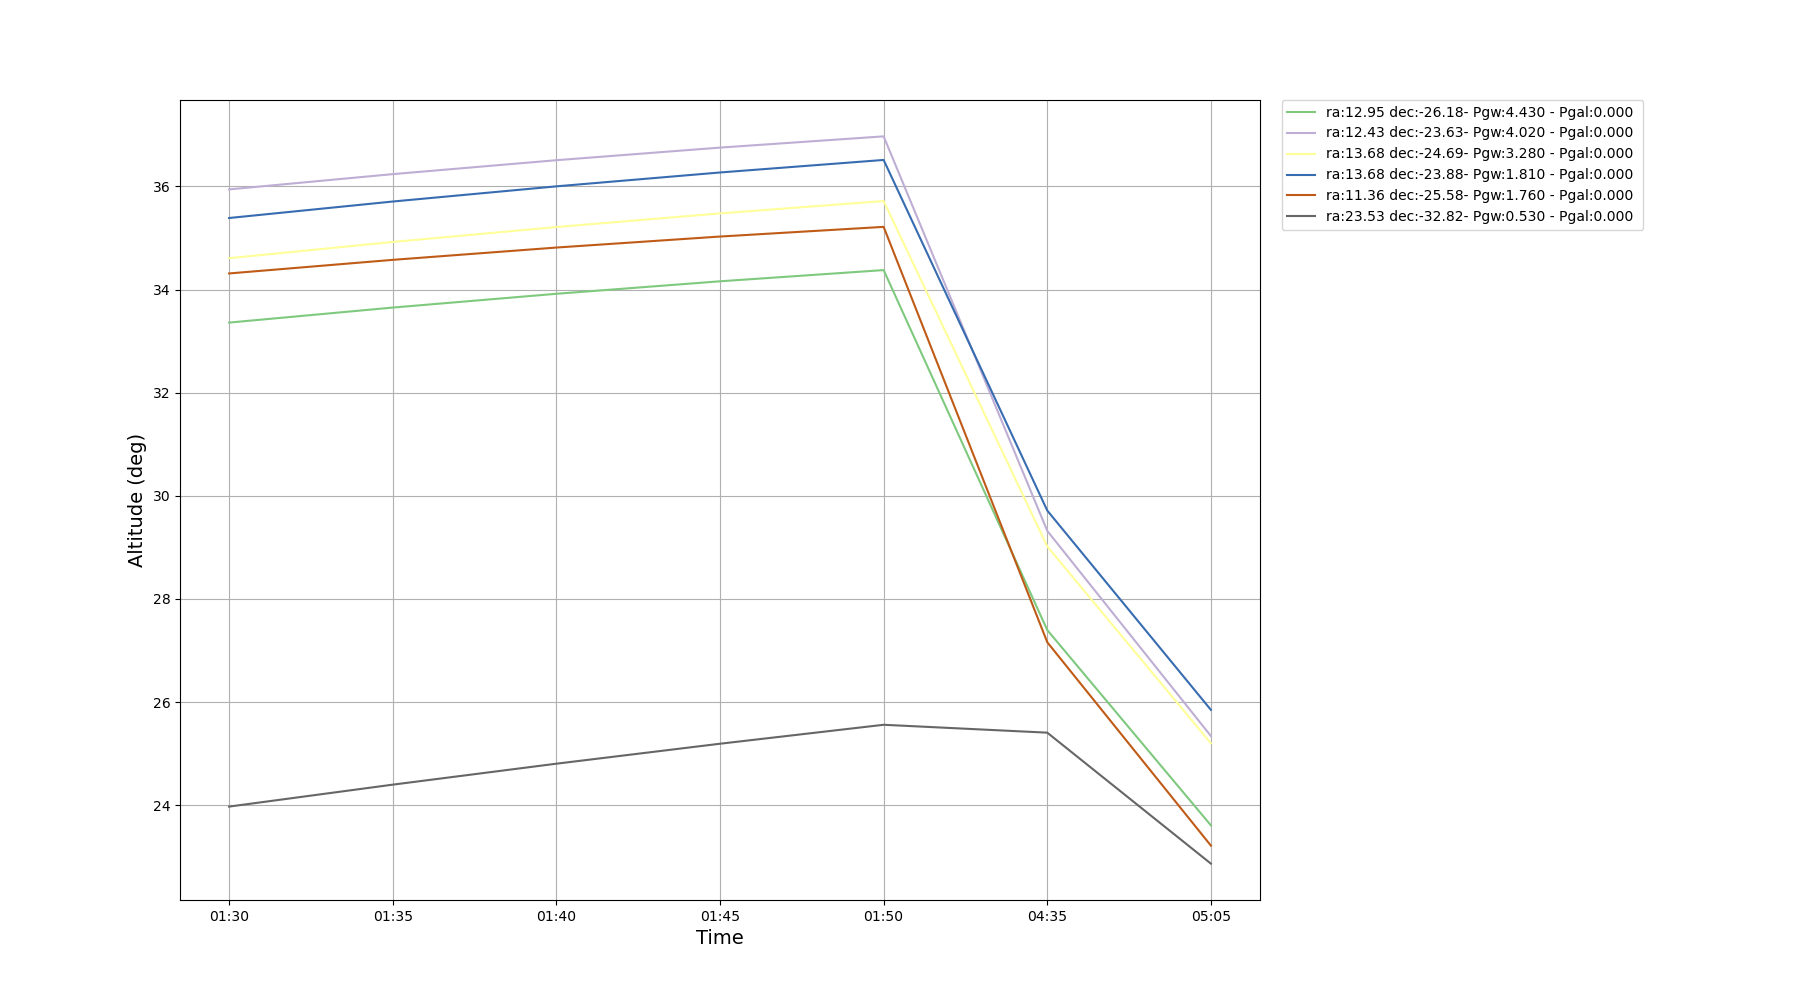 ra:12.95 dec:-26.18- Pgw:4.430 - Pgal:0.000
ra:12.43 dec:-23.63- Pgw:4.020 - Pgal:0.000
ra:13.68 dec:-24.69- Pgw:3.280 - Pgal:0.000
ra:13.68 dec:-23.88- Pgw:1.810 - Pgal:0.000
ra:11.36 dec:-25.58- Pgw:1.760 - Pgal:0.000
ra:23.53 dec:-32.82- Pgw:0.530 - Pgal:0.000
Altitude (deg)
36
34
32
30
28
26
24
01:30 01:35 01:40 01:45 01:50 04:35 05:05
Time